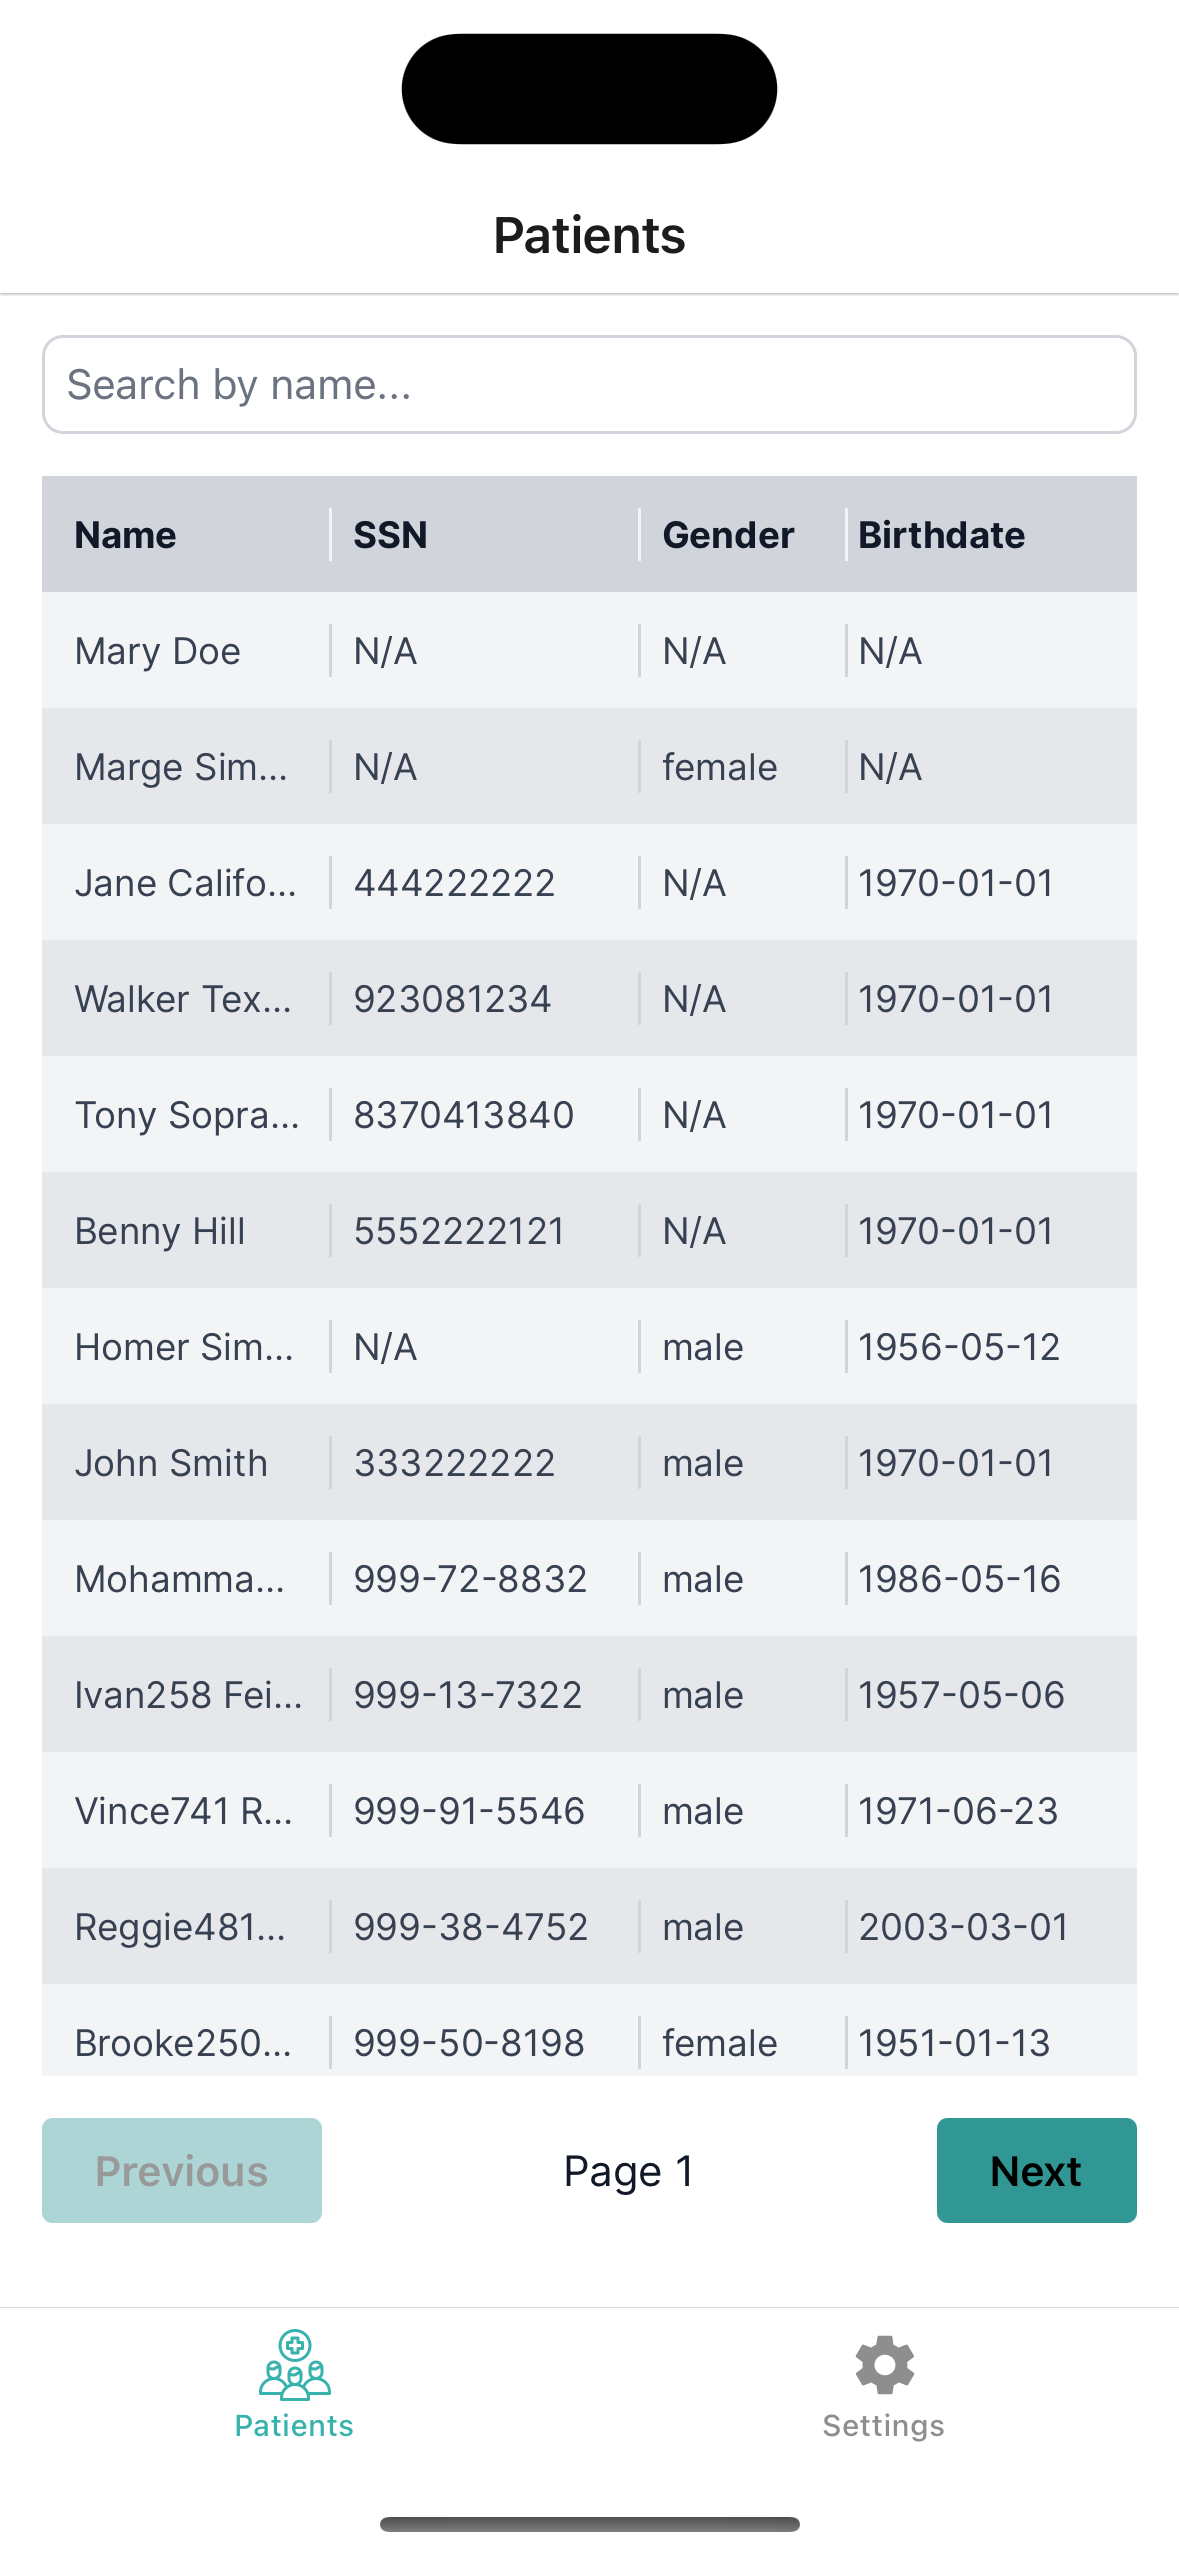 Patients
Search by name...
Name SSN Gender Birthdate
Mary Doe N/A N/A N/A
Marge Sim... N/A female N/A
Jane Califo... 444222222 N/A 1970-01-01
Walker Tex... 923081234 N/A 1970-01-01
Tony Sopra... 8370413840 N/A 1970-01-01
Benny Hill 5552222121 N/A 1970-01-01
Homer Sim... N/A male 1956-05-12
John Smith 333222222 male 1970-01-01
Mohamma... 999-72-8832 male 1986-05-16
Ivan258 Fei... 999-13-7322 male 1957-05-06
Vince741 R... 999-91-5546 male 1971-06-23
Reggie481... 999-38-4752 male 2003-03-01
Brooke250... 999-50-8198 female 1951-01-13
Previous Page 1 Next
Patients Settings